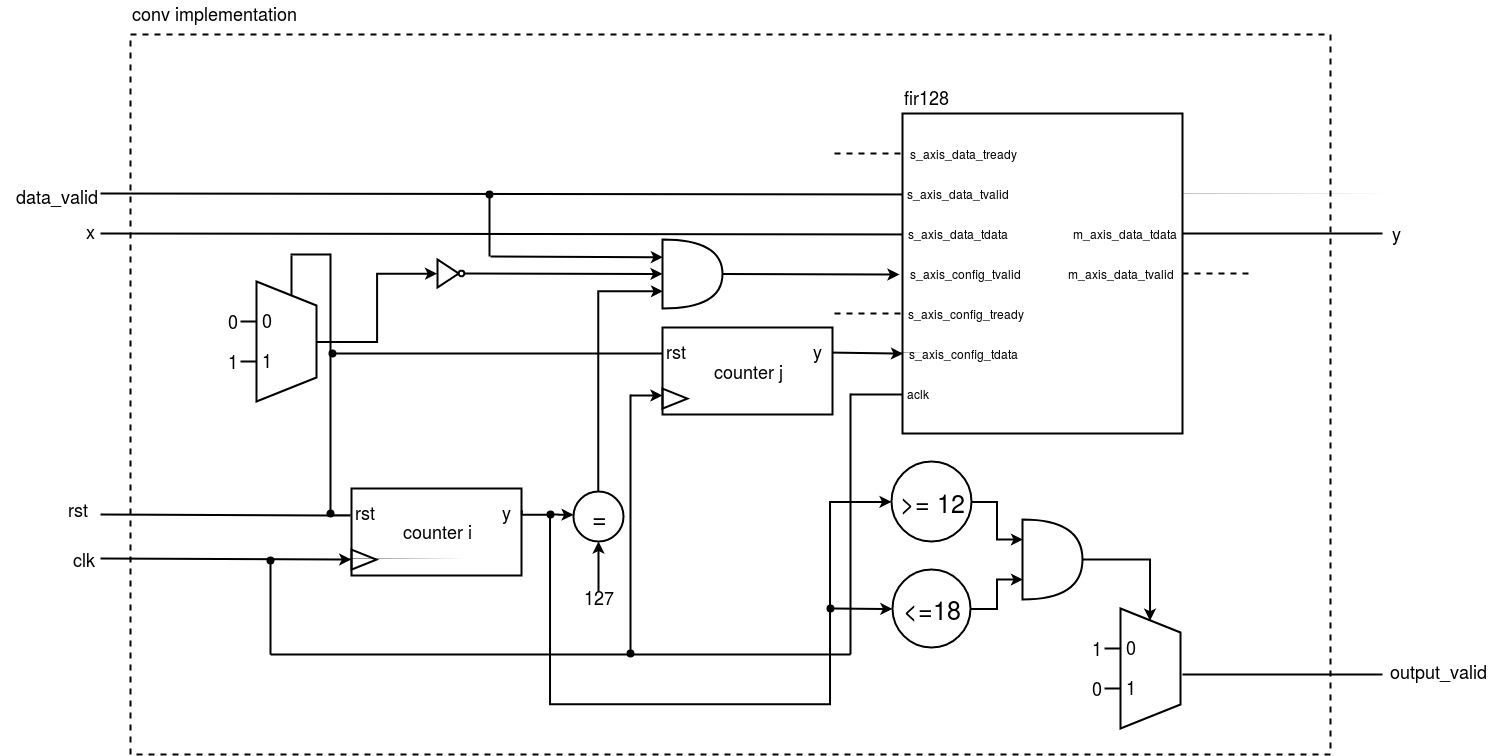 conv implementation
fir128
s_axis_data_tready
data_valid
s_axis_data_tvalid
x
s_axis_data_tdata
m_axis_data_tdata
y
s_axis_config_tvalid
m_axis_data_tvalid
0
0
s_axis_config_tready
1
1
rst
y
s_axis_config_tdata
counter j
aclk
rst
rst
y
>= 12
counter i
=
clk
127
<=18
1
0
0
1
output_valid